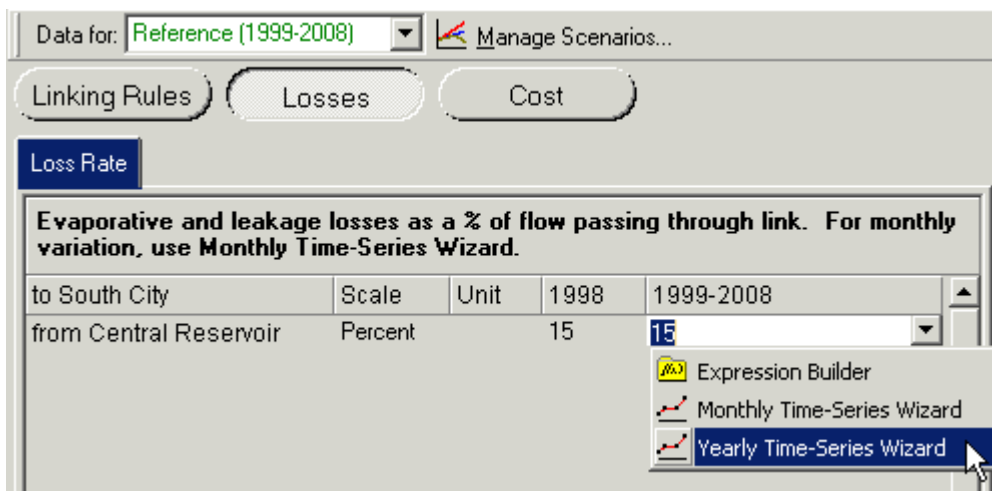 Data for: Reference (1999-2008) Manage Scenarios...
Linking Rules Losses Cost
Loss Rate
Evaporative and leakage losses as a % of flow passing through link. For monthly
variation, use Monthly Time-Series Wizard.
to South City Scale Unit 1998 1999-2008
from Central Reservoir Percent 15 15
Expression Builder
Monthly Time-Series Wizard
Yearly Time-Series Wizard